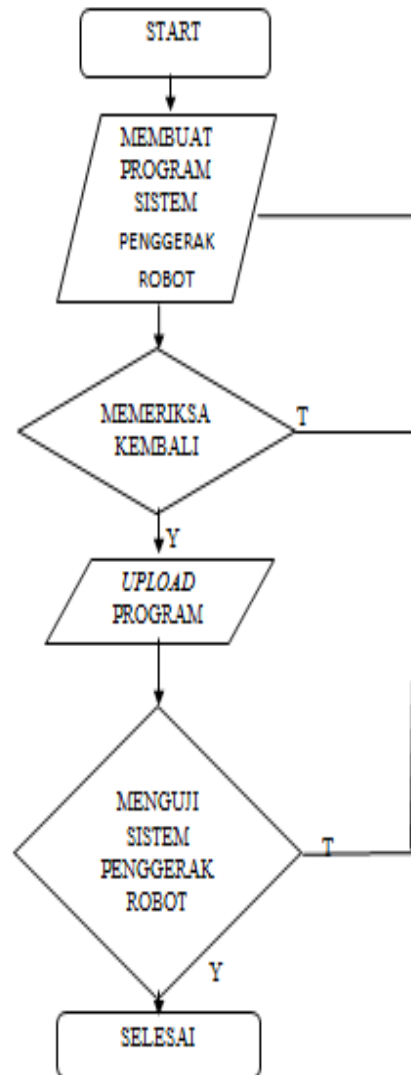 START
MEMBUAT
PROGRAM
SISTEM
PENGGERAK
ROBOT
MEMERIKSA
KEMBALI
T
Y
UPLOAD
PROGRAM
MENGUJI
SISTEM
PENGGERAK
ROBOT
T
Y
SELESAI